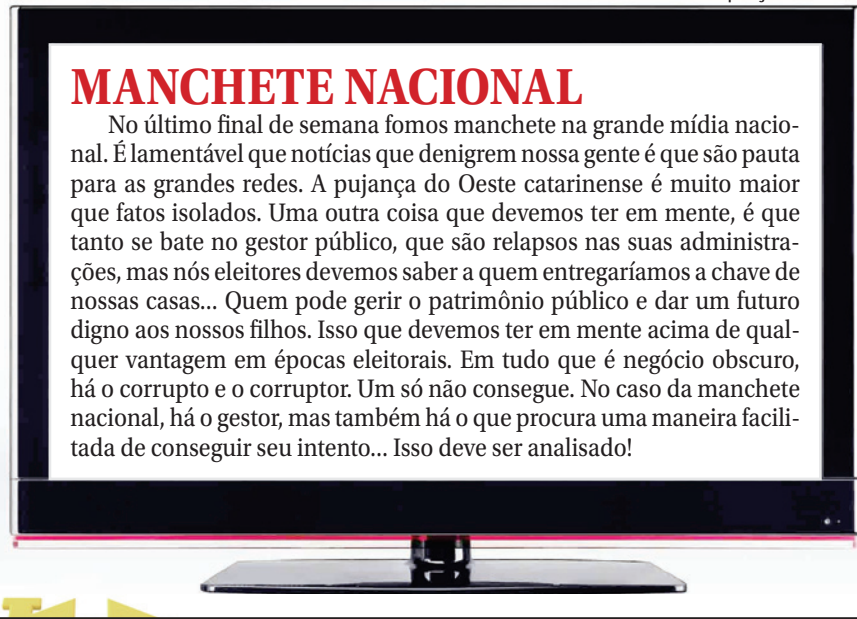 MANCHETE NACIONAL
No último final de semana fomos manchete na grande mídia nacio-
nal. É lamentável que notícias que denigrem nossa gente é que são pauta
para as grandes redes. A pujança do Oeste catarinense é muito maior
que fatos isolados. Uma outra coisa que devemos ter em mente, é que
tanto se bate no gestor público, que são relapsos nas suas administra-
ções, mas nós eleitores devemos saber a quem entregaríamos a chave de
nossas casas... Quem pode gerir o patrimônio público e dar um futuro
digno aos nossos filhos. Isso que devemos ter em mente acima de qual-
quer vantagem em épocas eleitorais. Em tudo que é negócio obscuro,
há o corrupto e o corruptor. Um só não consegue. No caso da manchete
nacional, há o gestor, mas também há o que procura uma maneira facili-
tada de conseguir seu intento... Isso deve ser analisado!